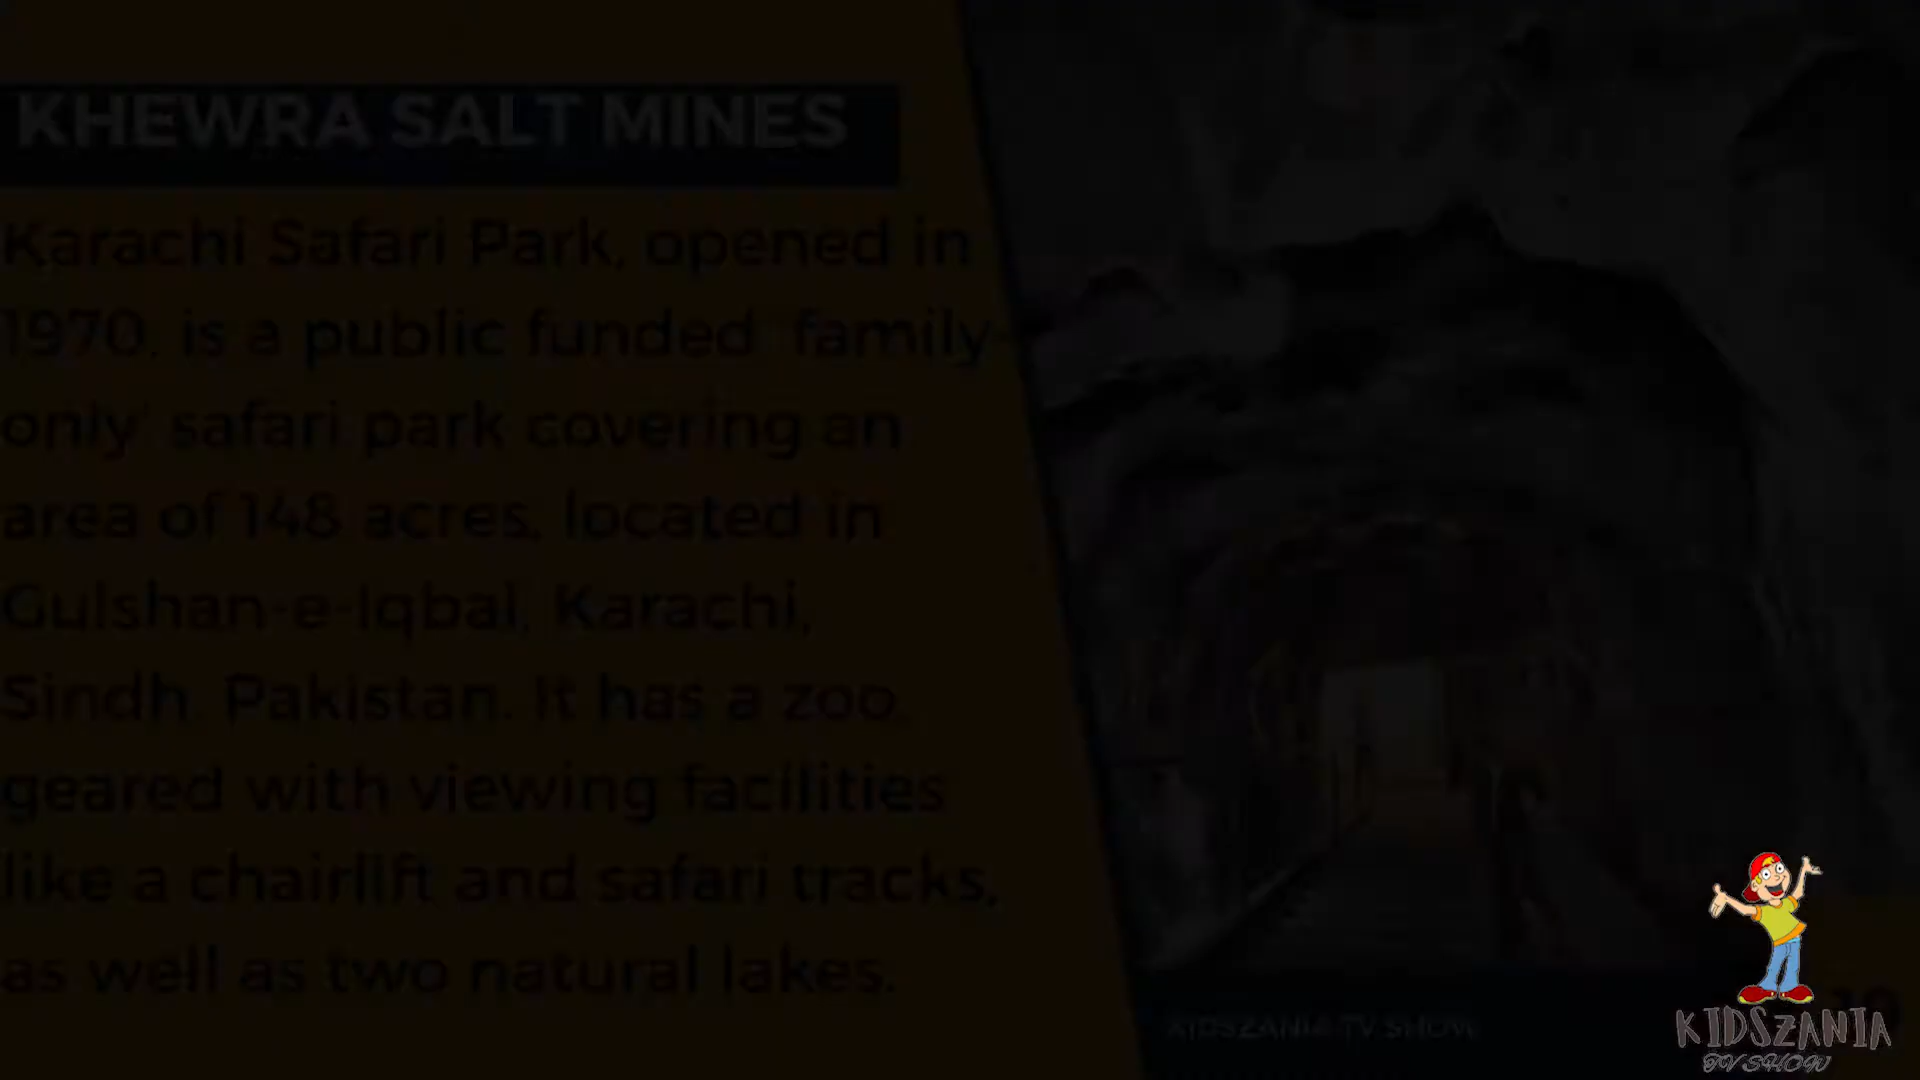 KHEWRA SALT MINES
Karachi Safari Park, opened in
1970, is a public funded 'family-
only' safari park covering an
area of 148 acres, located in
Gulshan-e-Iqbal, Karachi,
Sindh, Pakistan. It has a zoo
geared with viewing facilities
like a chairlift and safari tracks,
as well as two natural lakes.
KIDSZANIA TV SHOW
KIDSZANIA
TV SHOW